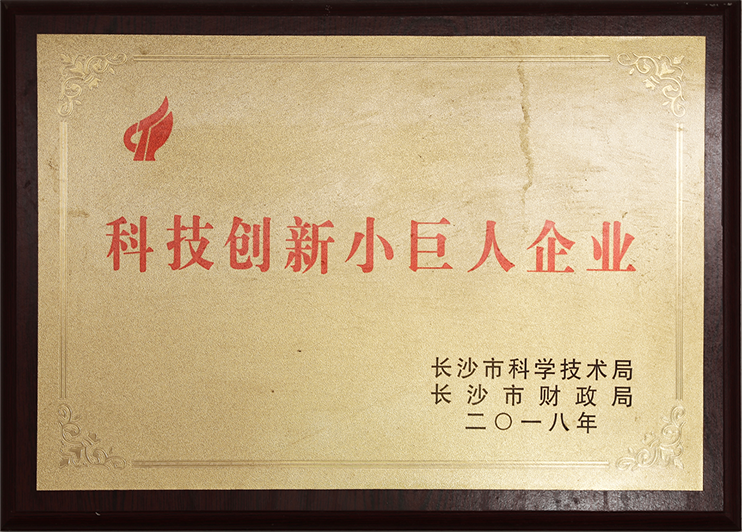 科技创新小巨人企业
长沙市科学技术局
长沙市财政局
二〇一八年